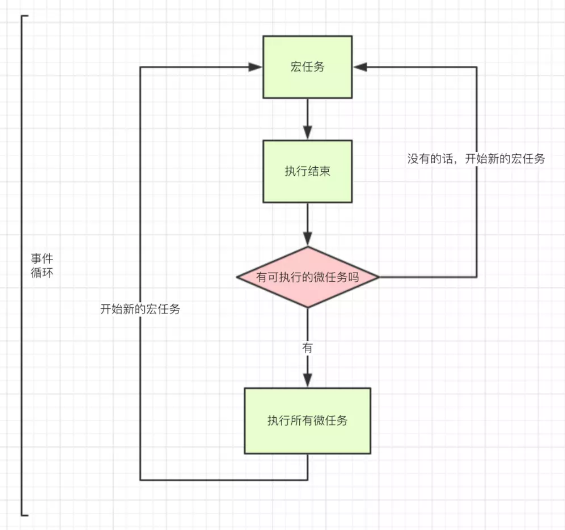 宏任务
没有的话，开始新的宏任务
执行结束
事件
循环
有可执行的微任务吗
开始新的宏任务
有
执行所有微任务